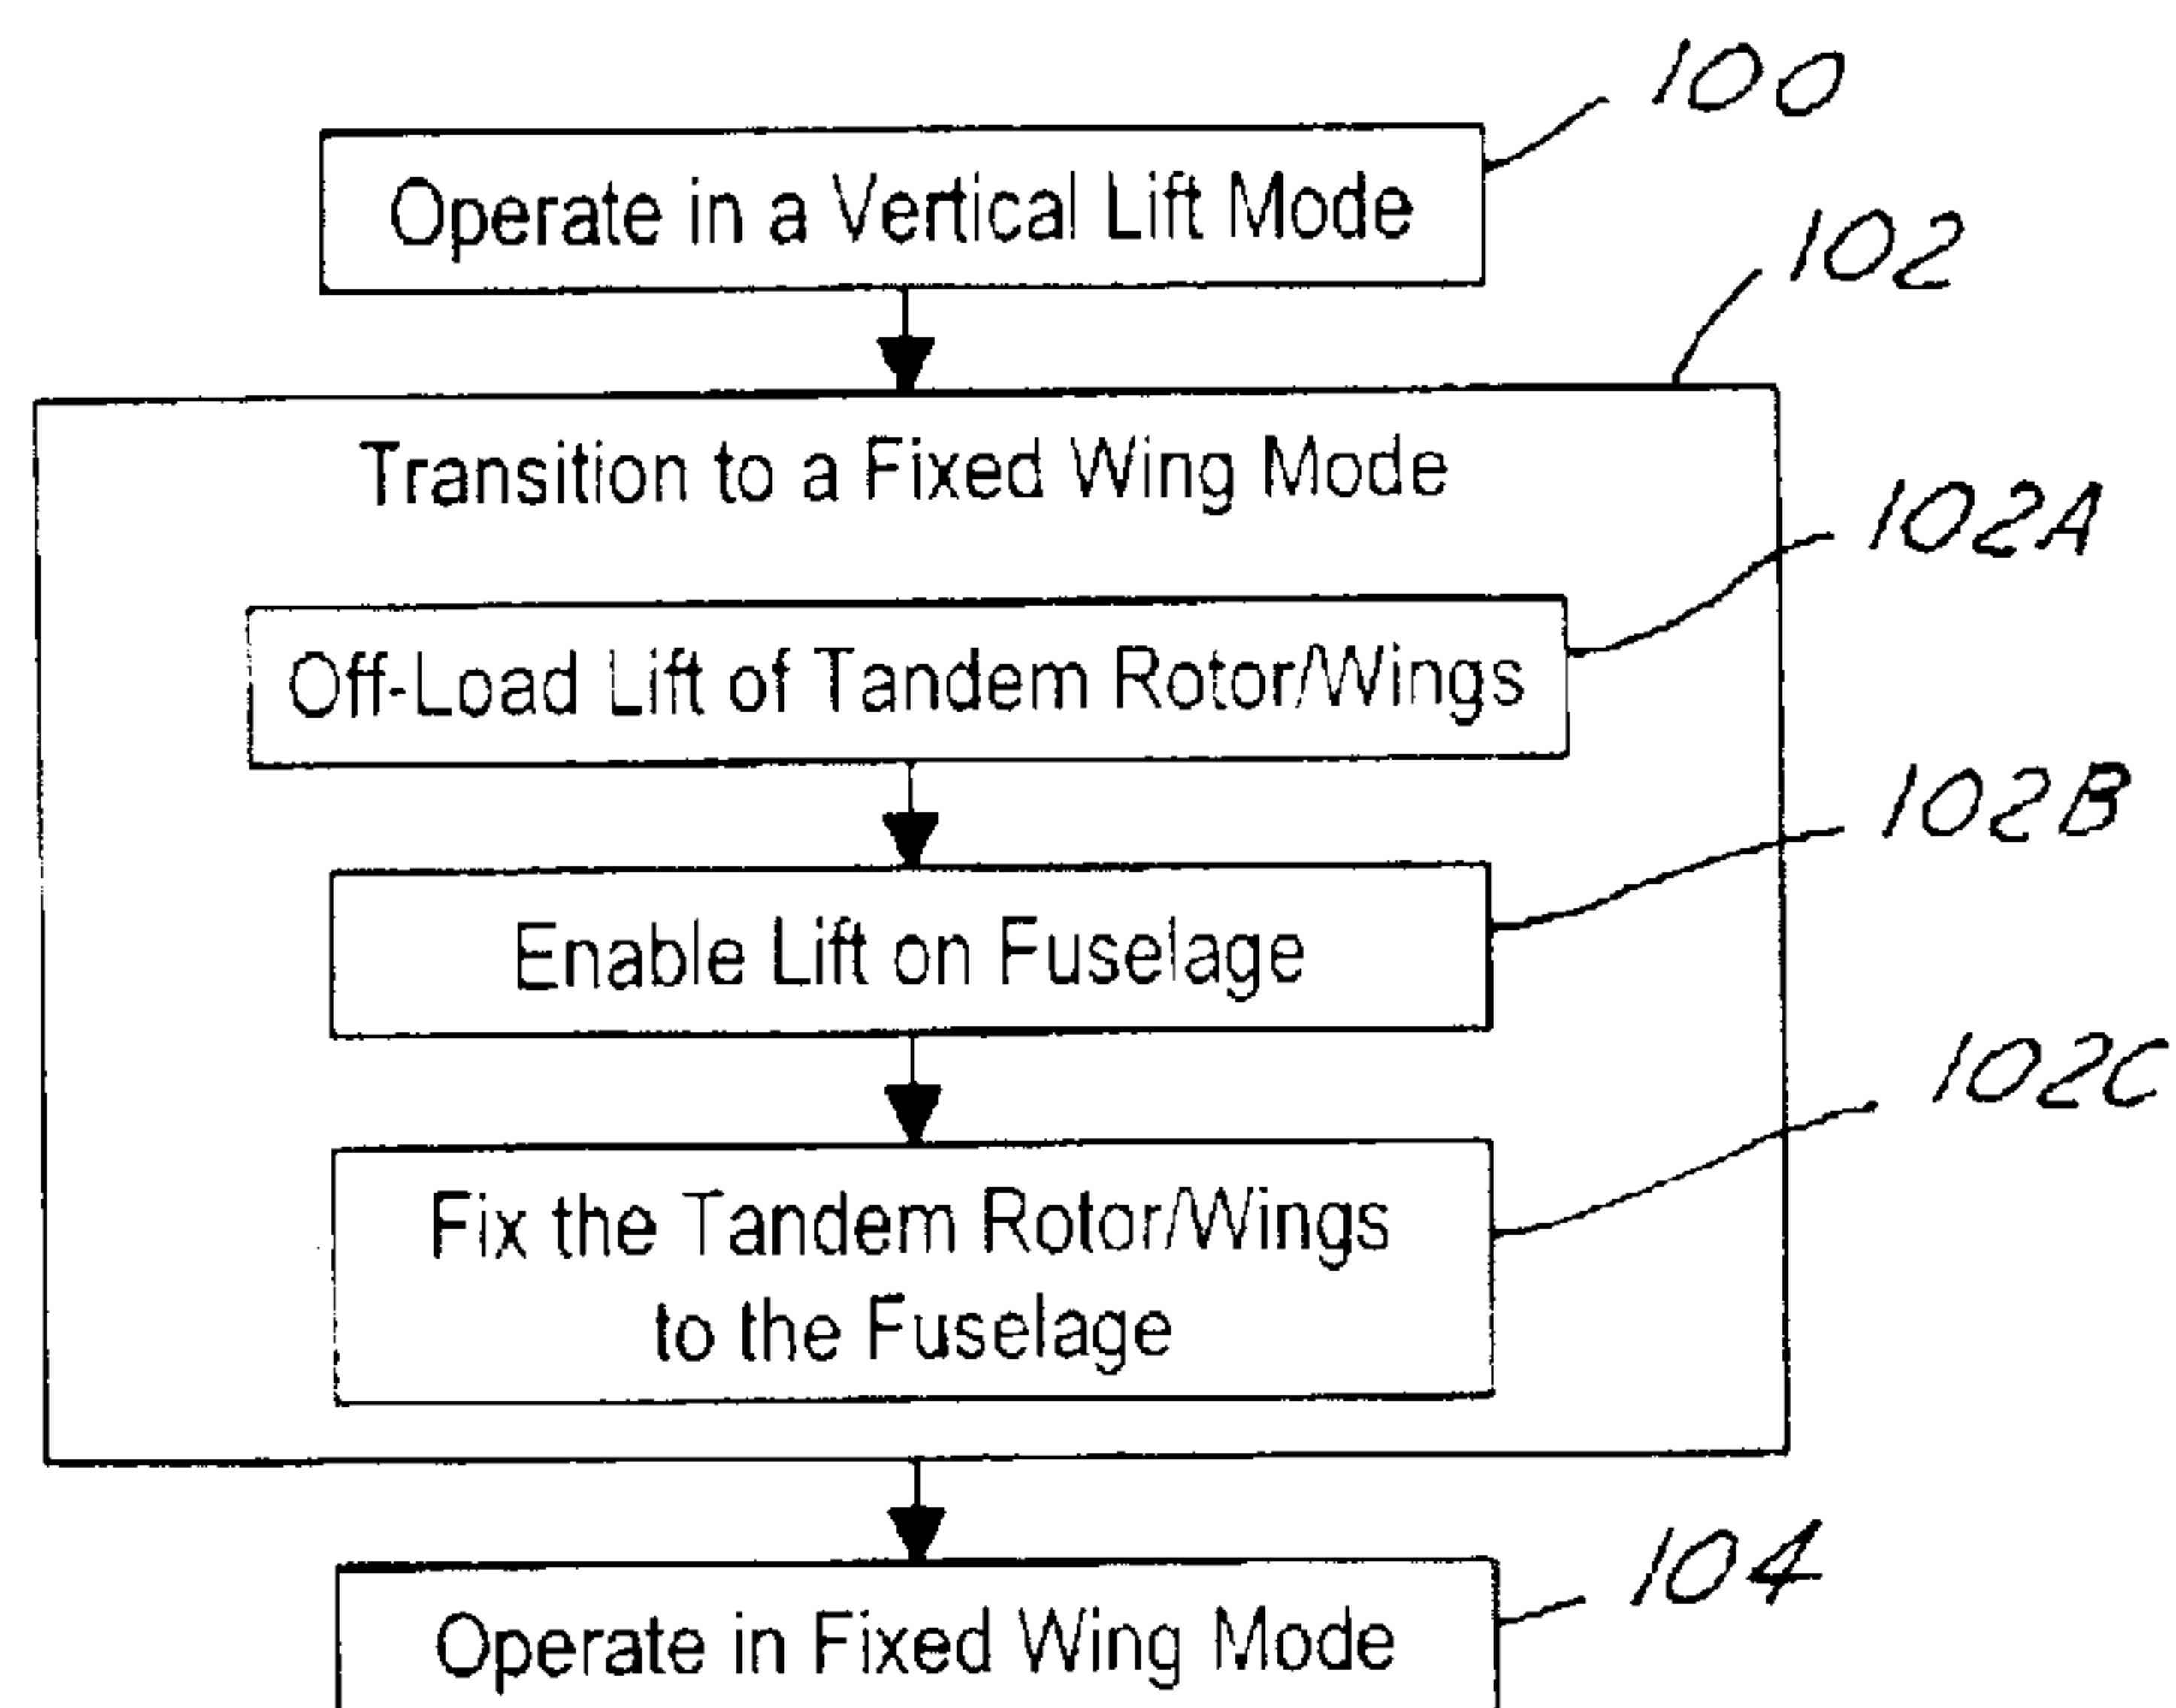 100
Operate in a Vertical Lift Mode
102
Transition to a Fixed Wing Mode
102A
Off-Load Lift of Tandem Rotor/Wings
102B
Enable Lift on Fuselage
102C
Fix the Tandem Rotor/Wings
to the Fuselage
104
Operate in Fixed Wing Mode